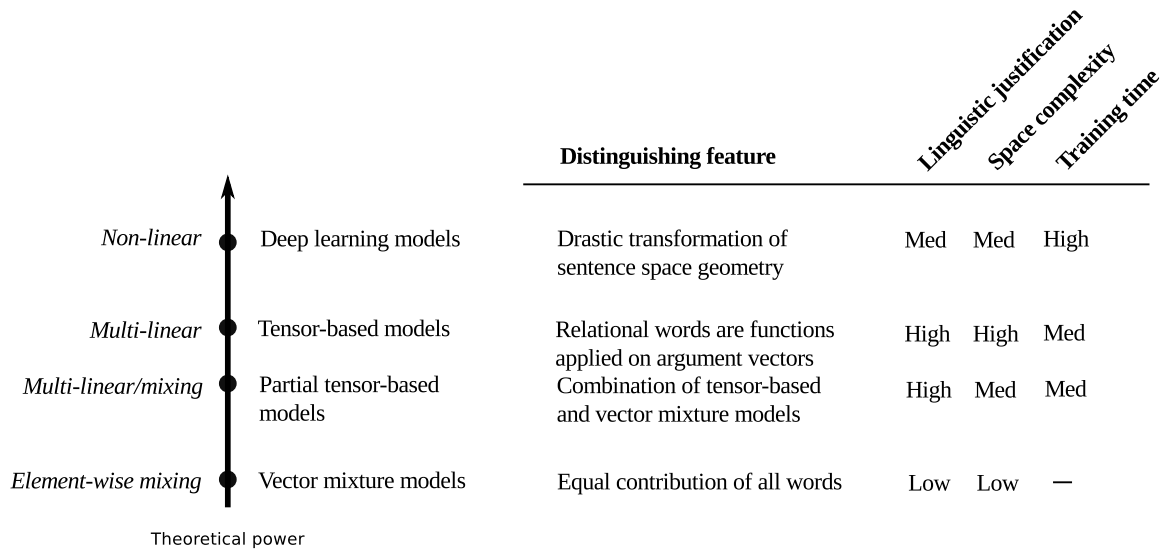 Linguistic justification
Space complexity
Training time
Distinguishing feature
Non-linear
Deep learning models
Drastic transformation of
sentence space geometry
Med
Med
High
Multi-linear
Tensor-based models
Relational words are functions
applied on argument vectors
High
High
Med
Multi-linear/mixing
Partial tensor-based
models
Combination of tensor-based
and vector mixture models
High
Med
Med
Element-wise mixing
Vector mixture models
Equal contribution of all words
Low
Low
—
Theoretical power